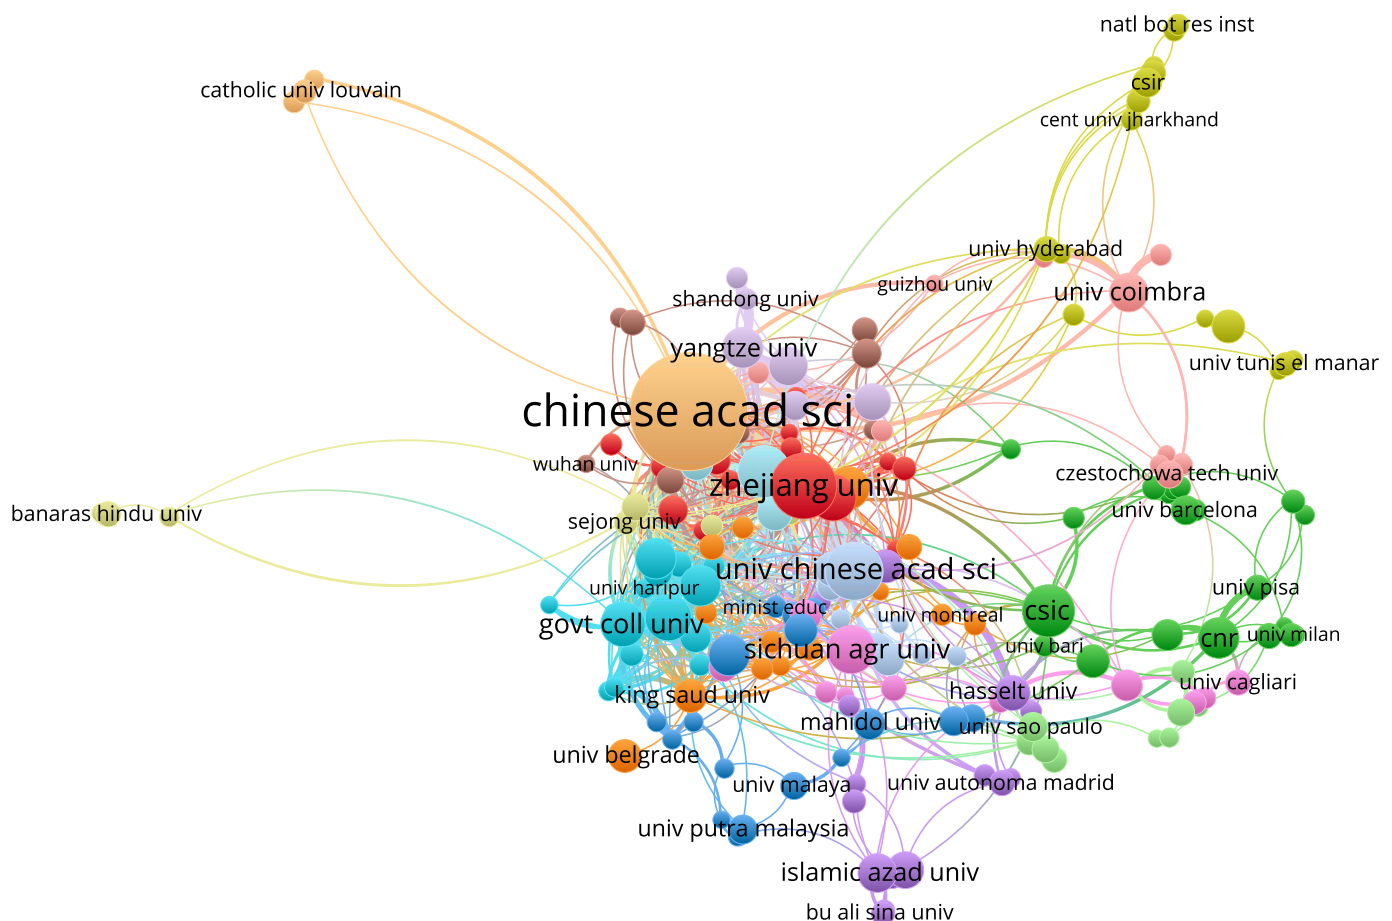 natl bot res inst
csir
catholic univ louvain
cent univ jharkhand
univ hyderabad
guizhou univ
univ coimbra
shandong univ
yangtze univ
univ tunis el manar
chinese acad sci
wuhan univ
czestochowa tech univ
zhejiang univ
univ barcelona
banaras hindu univ
sejong univ
univ chinese acad sci
univ haripur
univ pisa
minist educ
csic
univ montreal
govt coll univ
cnr
univ milan
univ bari
sichuan agr univ
univ cagliari
hasselt univ
king saud univ
mahidol univ
univ sao paulo
univ belgrade
univ malaya
univ autonoma madrid
univ putra malaysia
islamic azad univ
bu ali sina univ